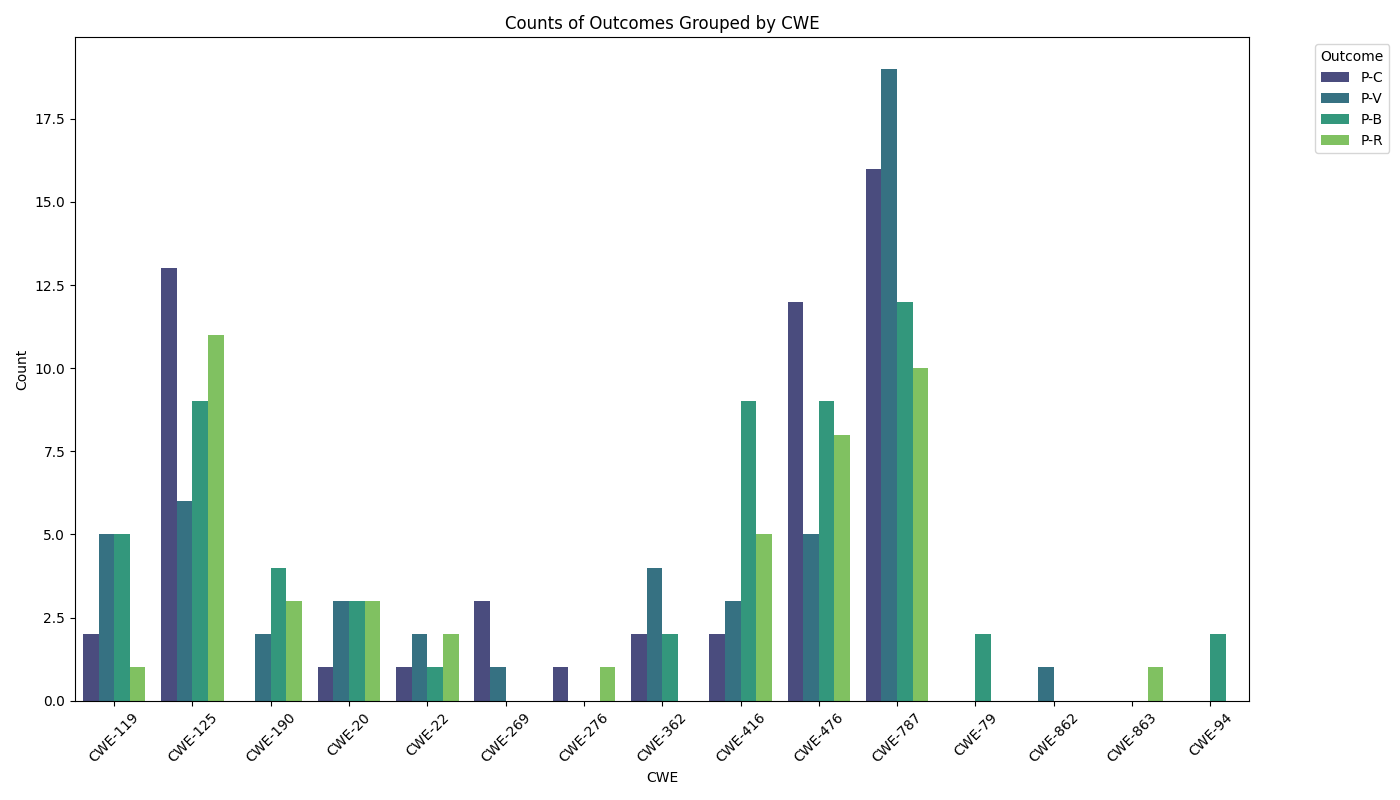 Counts of Outcomes Grouped by CWE
Outcome
P-C
P-V
P-B
P-R
Count
17.5
15.0
12.5
10.0
7.5
5.0
2.5
0.0
CWE-119
CWE-125
CWE-190
CWE-20
CWE-22
CWE-269
CWE-276
CWE-362
CWE-416
CWE-476
CWE-787
CWE-79
CWE-862
CWE-863
CWE-94
CWE